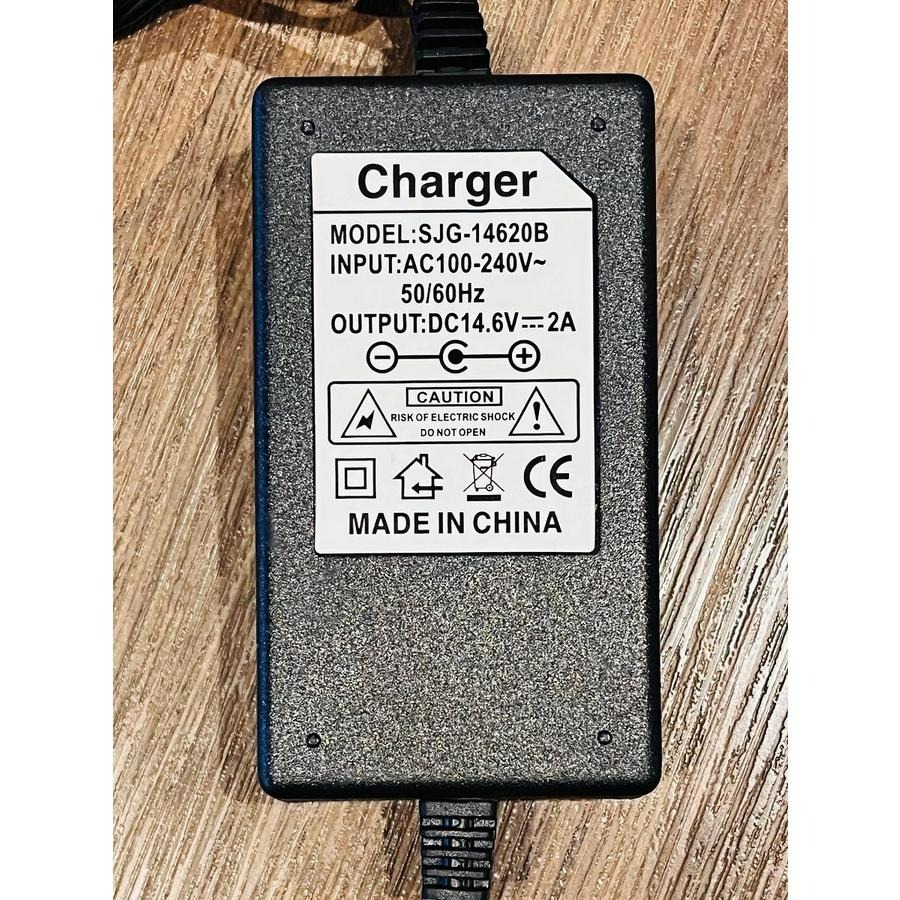 Charger
MODEL:SJG-14620B
INPUT:AC100-240V~
50/60Hz
OUTPUT:DC14.6V⎓2A
CAUTION
RISK OF ELECTRIC SHOCK
DO NOT OPEN
CE
MADE IN CHINA